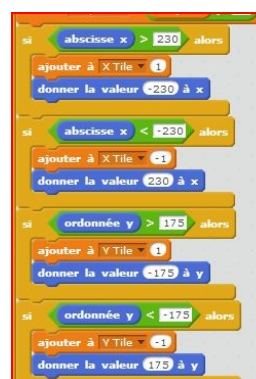 si abscisse x > 230 alors
ajouter à X Tile 1
donner la valeur -230 à x
si abscisse x < -230 alors
ajouter à X Tile -1
donner la valeur 230 à x
si ordonnée y > 175 alors
ajouter à Y Tile 1
donner la valeur -175 à y
si ordonnée y < -175 alors
ajouter à Y Tile -1
donner la valeur 175 à y